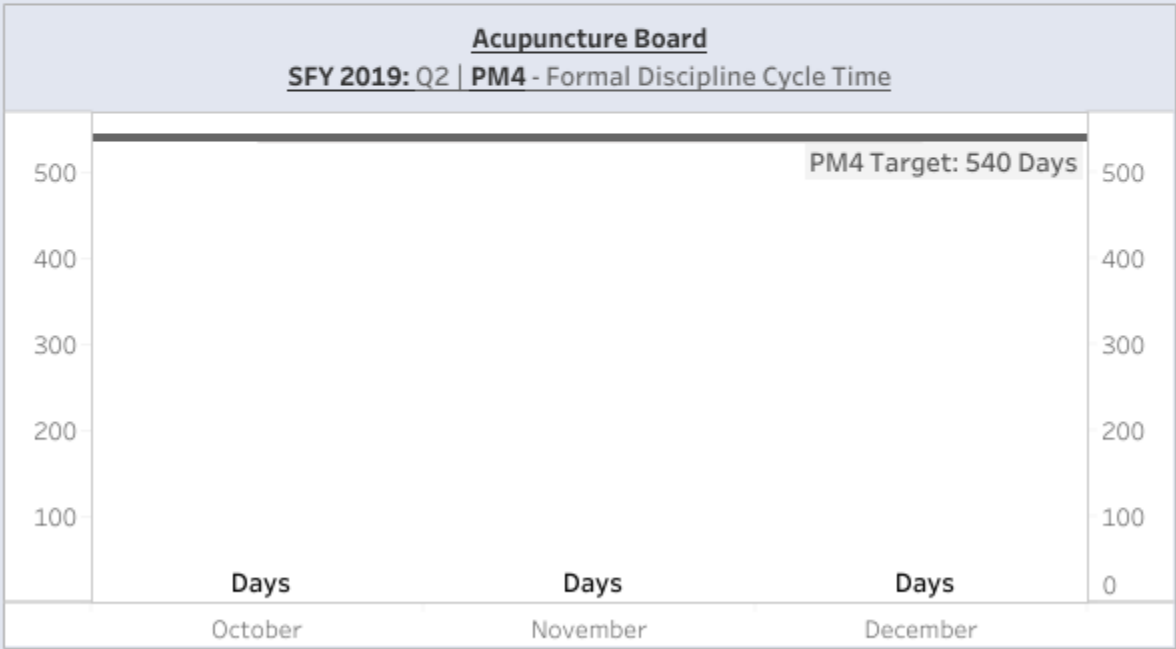 Acupuncture Board
SFY 2019: Q2 | PM4 - Formal Discipline Cycle Time
PM4 Target: 540 Days
500 500
400 400
300 300
200 200
100 100
Days Days Days 0
October November December